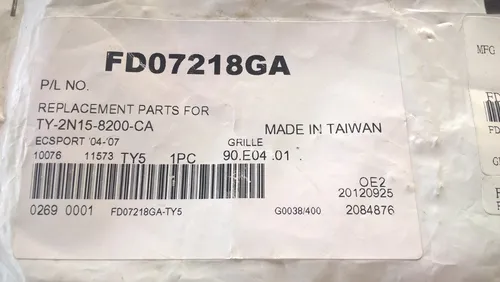 FD07218GA
P/L NO.
REPLACEMENT PARTS FOR
TY-2N15-8200-CA
MADE IN TAIWAN
ECSPORT '04-'07 GRILLE
10076 11573 TY5 1PC 90.E04 .01 .
OE2
20120925
0269 0001 FD07218GA-TY5 G0038/400 2084876
MFG